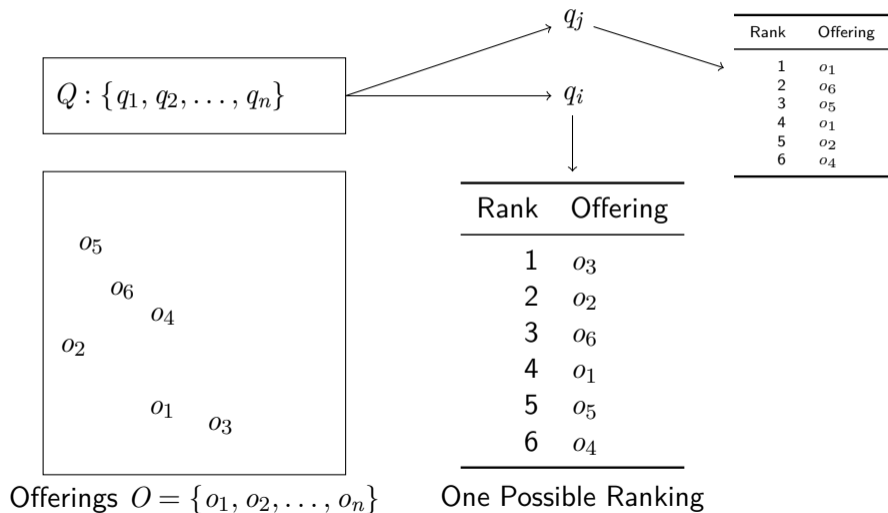 q_j
Rank Offering
1 o_1
2 o_6
3 o_5
4 o_1
5 o_2
6 o_4
Q : {q_1, q_2, . . . , q_n}
q_i
o_5
o_6
o_4
o_2
o_1
o_3
Offerings O = {o_1, o_2, . . . , o_n}
Rank Offering
1 o_3
2 o_2
3 o_6
4 o_1
5 o_5
6 o_4
One Possible Ranking